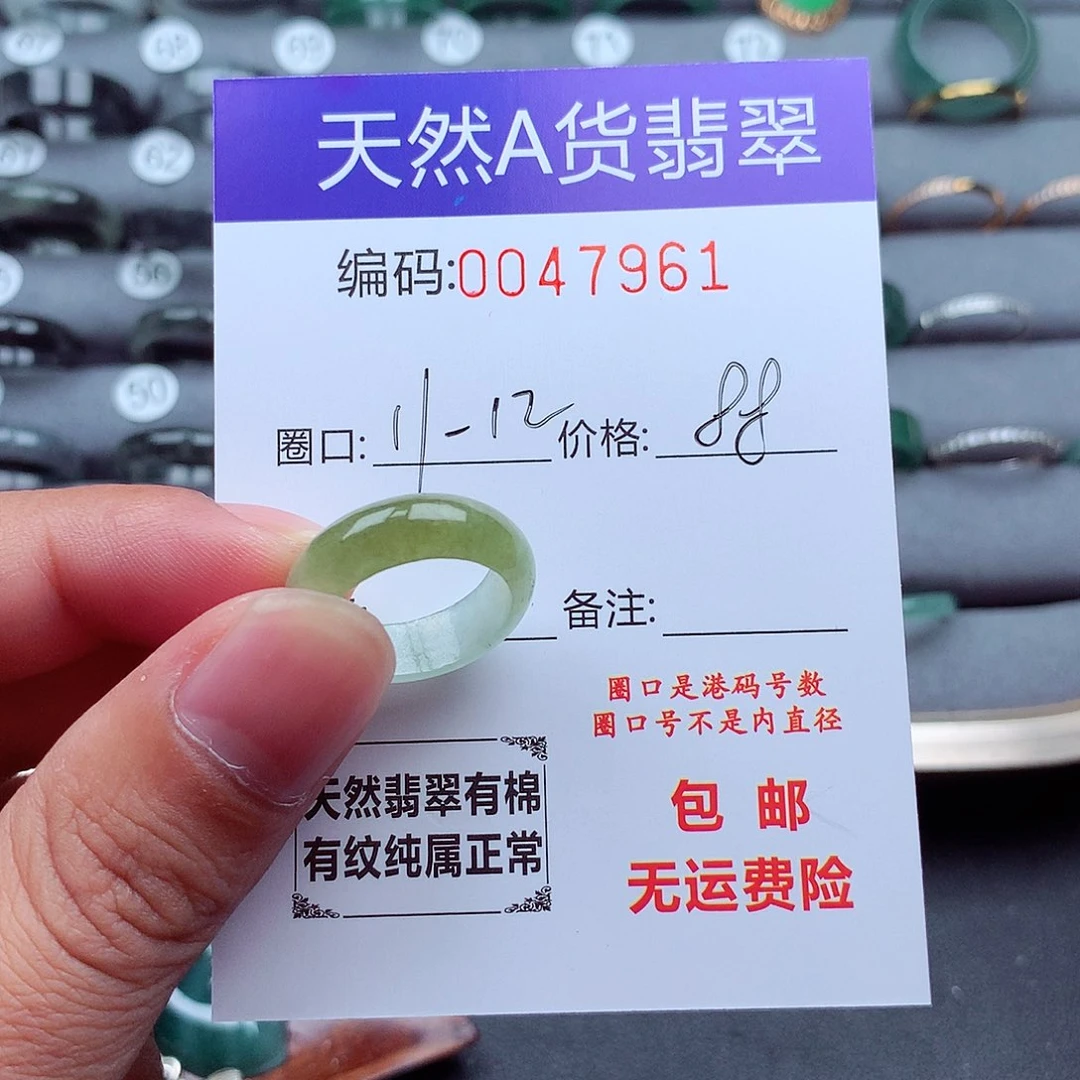 天然A货翡翠
编码:0047961
圈口: 11-12 价格: 88
备注:
圈口是港码号数
圈口号不是内直径
天然翡翠有棉
有纹纯属正常
包 邮
无运费险
50